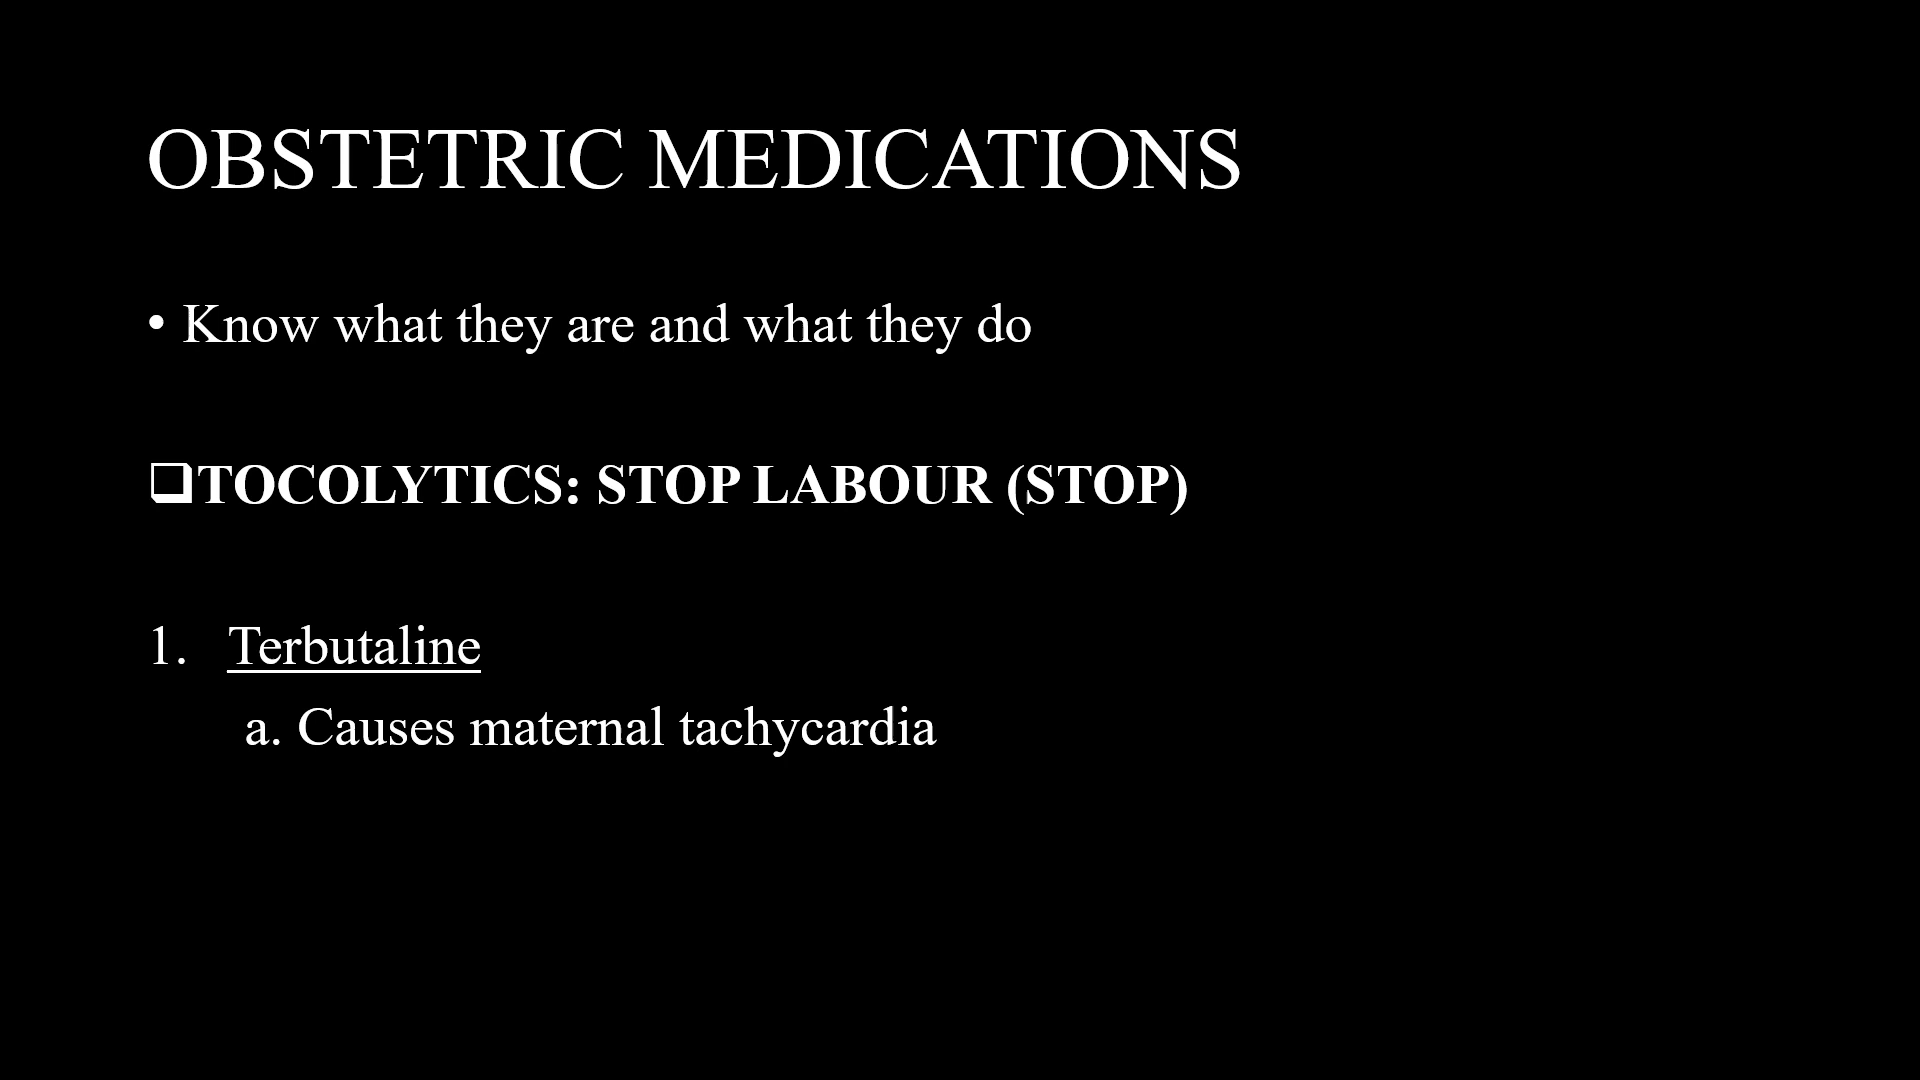 OBSTETRIC MEDICATIONS
• Know what they are and what they do
❑TOCOLYTICS: STOP LABOUR (STOP)
1. Terbutaline
a. Causes maternal tachycardia